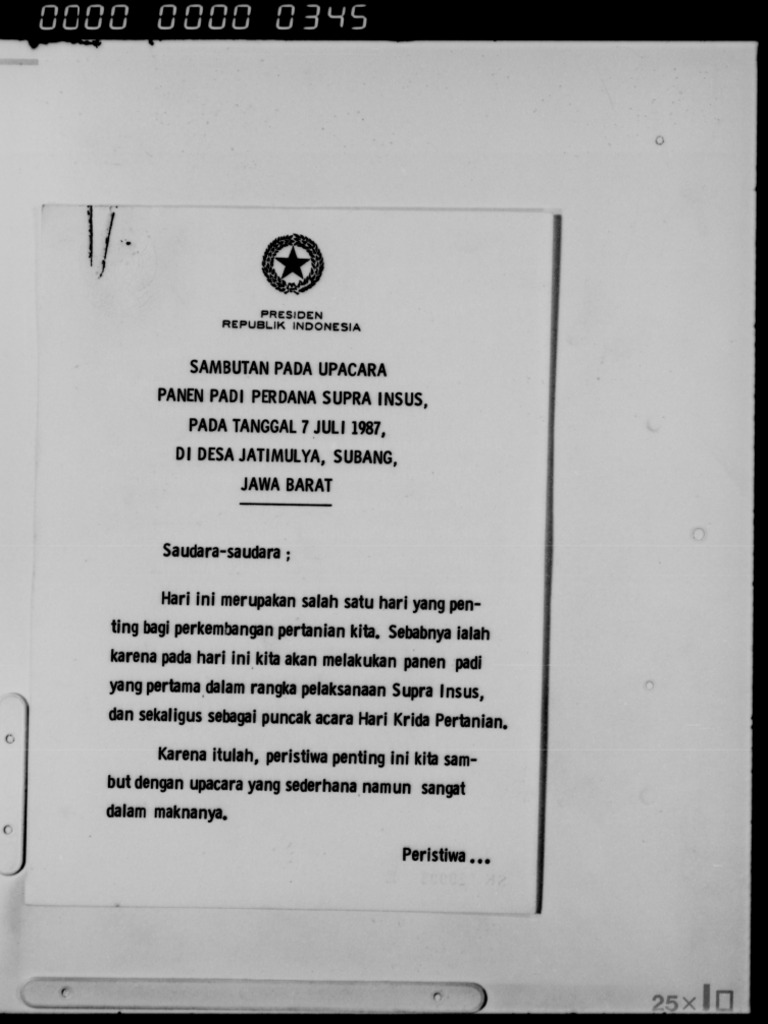 0000 0000 0345
PRESIDEN
REPUBLIK INDONESIA
SAMBUTAN PADA UPACARA
PANEN PADI PERDANA SUPRA INSUS,
PADA TANGGAL 7 JULI 1987,
DI DESA JATIMULYA, SUBANG,
JAWA BARAT
Saudara-saudara ;
Hari ini merupakan salah satu hari yang pen-
ting bagi perkembangan pertanian kita. Sebabnya ialah
karena pada hari ini kita akan melakukan panen padi
yang pertama dalam rangka pelaksanaan Supra Insus,
dan sekaligus sebagai puncak acara Hari Krida Pertanian.
Karena itulah, peristiwa penting ini kita sam-
but dengan upacara yang sederhana namun sangat
dalam maknanya.
Peristiwa ...
25×